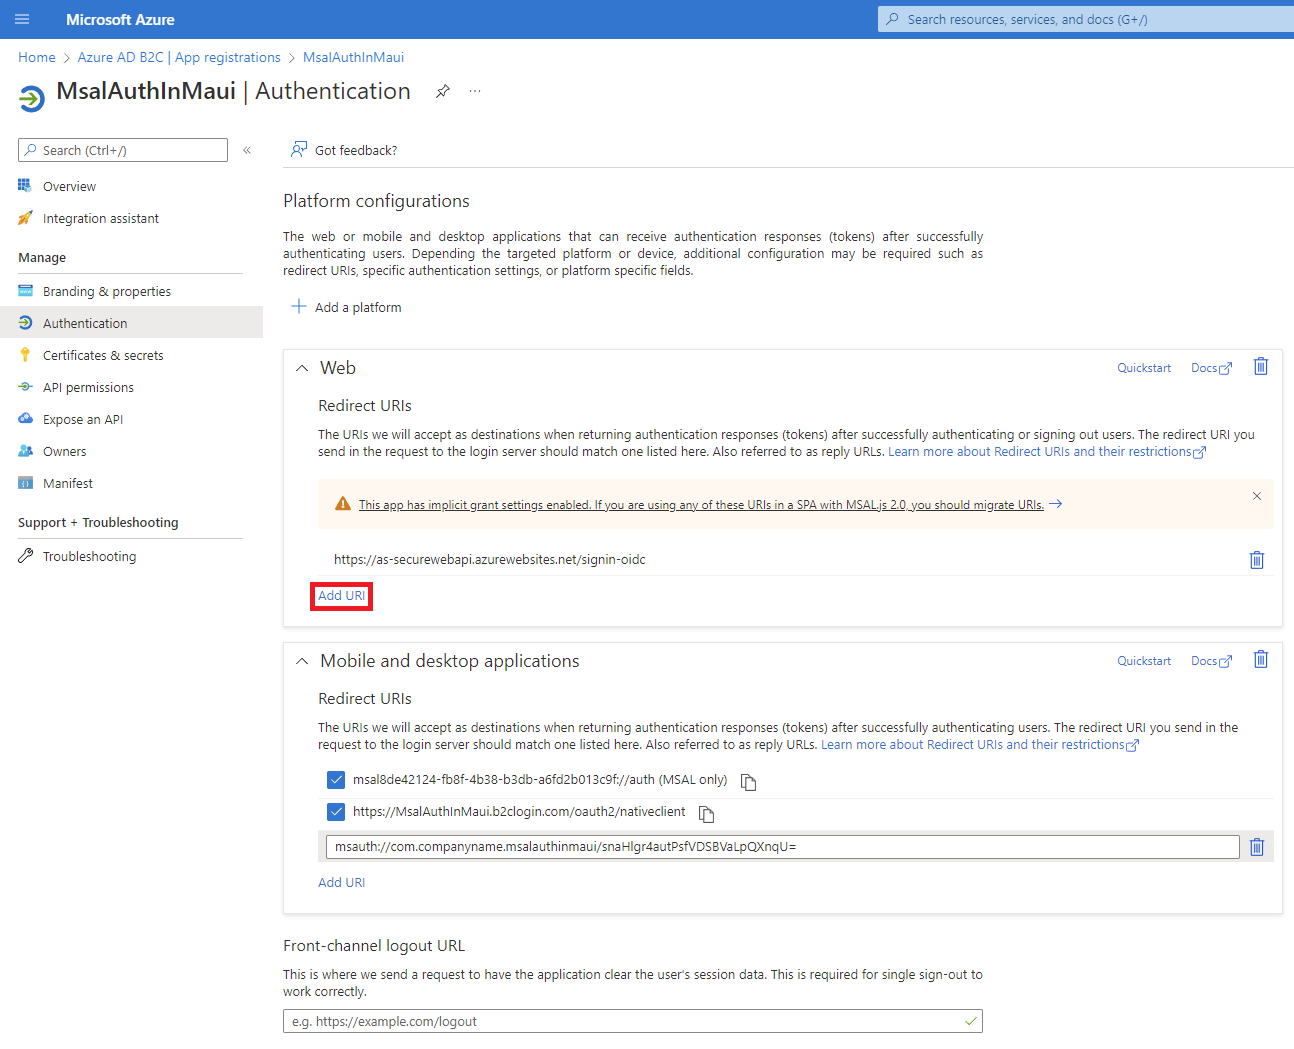 Microsoft Azure
Search resources, services, and docs (G+/)
Home > Azure AD B2C | App registrations > MsalAuthInMaui
MsalAuthInMaui | Authentication
Search (Ctrl+/)
Got feedback?
Overview
Integration assistant
Manage
Branding & properties
Authentication
Certificates & secrets
API permissions
Expose an API
Owners
Manifest
Support + Troubleshooting
Troubleshooting
Platform configurations
The web or mobile and desktop applications that can receive authentication responses (tokens) after successfully
authenticating users. Depending the targeted platform or device, additional configuration may be required such as
redirect URIs, specific authentication settings, or platform specific fields.
Add a platform
Web
Quickstart
Docs
Redirect URIs
The URIs we will accept as destinations when returning authentication responses (tokens) after successfully authenticating or signing out users. The redirect URI you
send in the request to the login server should match one listed here. Also referred to as reply URLs. Learn more about Redirect URIs and their restrictions
This app has implicit grant settings enabled. If you are using any of these URIs in a SPA with MSAL.js 2.0, you should migrate URIs.
https://as-securewebapi.azurewebsites.net/signin-oidc
Add URI
Mobile and desktop applications
Quickstart
Docs
Redirect URIs
The URIs we will accept as destinations when returning authentication responses (tokens) after successfully authenticating users. The redirect URI you send in the
request to the login server should match one listed here. Also referred to as reply URLs. Learn more about Redirect URIs and their restrictions
msal8de42124-fb8f-4b38-b3db-a6fd2b013c9f://auth (MSAL only)
https://MsalAuthInMaui.b2clogin.com/oauth2/nativeclient
msauth://com.companyname.msalauthinmaui/snaHlgr4autPsfVDSBVaLpQXnqU=
Add URI
Front-channel logout URL
This is where we send a request to have the application clear the user's session data. This is required for single sign-out to
work correctly.
e.g. https://example.com/logout